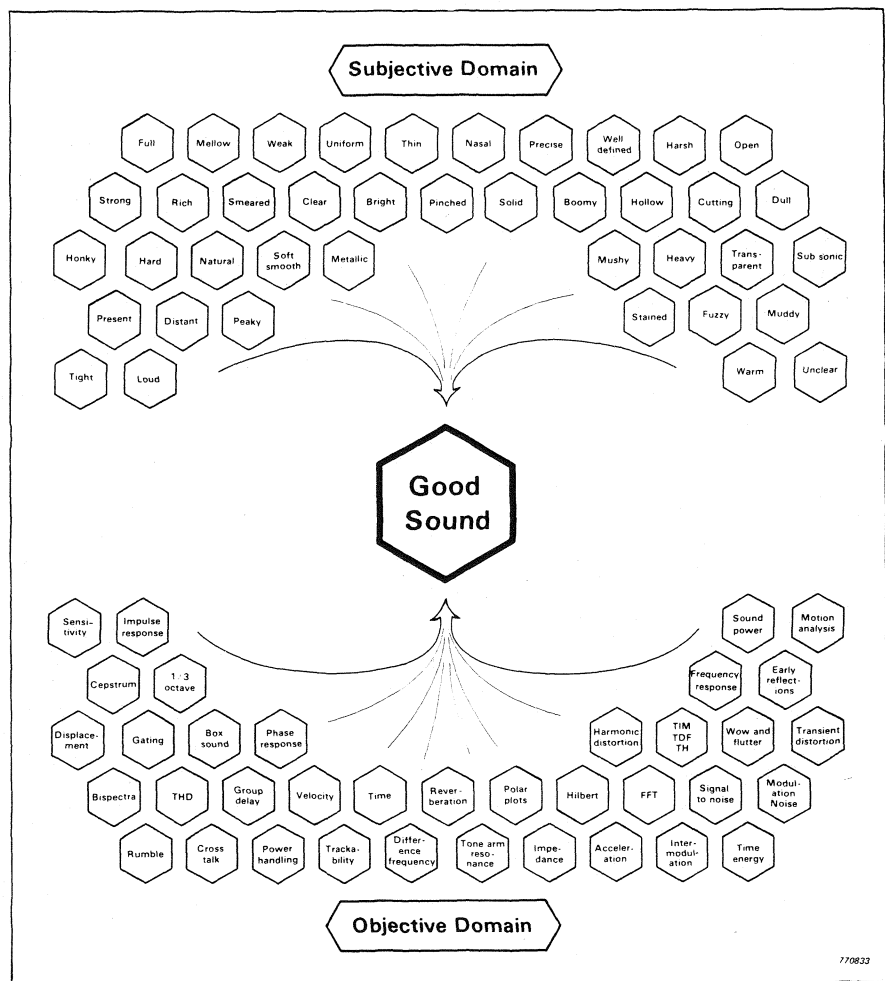 Subjective Domain
Full
Mellow
Weak
Uniform
Thin
Nasal
Precise
Well
defined
Harsh
Open
Strong
Rich
Smeared
Clear
Bright
Pinched
Solid
Boomy
Hollow
Cutting
Dull
Honky
Hard
Natural
Soft
smooth
Metallic
Mushy
Heavy
Trans-
parent
Sub sonic
Present
Distant
Peaky
Stained
Fuzzy
Muddy
Tight
Loud
Warm
Unclear
Good
Sound
Sensi-
tivity
Impulse
response
Sound
power
Motion
analysis
Cepstrum
1/3
octave
Frequency
response
Early
reflect-
ions
Displace-
ment
Gating
Box
sound
Phase
response
Harmonic
distortion
TIM
TDF
TH
Wow and
flutter
Transient
distortion
Bispectra
THD
Group
delay
Velocity
Time
Rever-
beration
Polar
plots
Hilbert
FFT
Signal
to noise
Modul-
ation
Noise
Rumble
Cross
talk
Power
handling
Tracka-
bility
Differ-
ence
frequency
Tone arm
reso-
nance
Impe-
dance
Acceler-
ation
Inter-
modulat-
ion
Time
energy
Objective Domain
770833